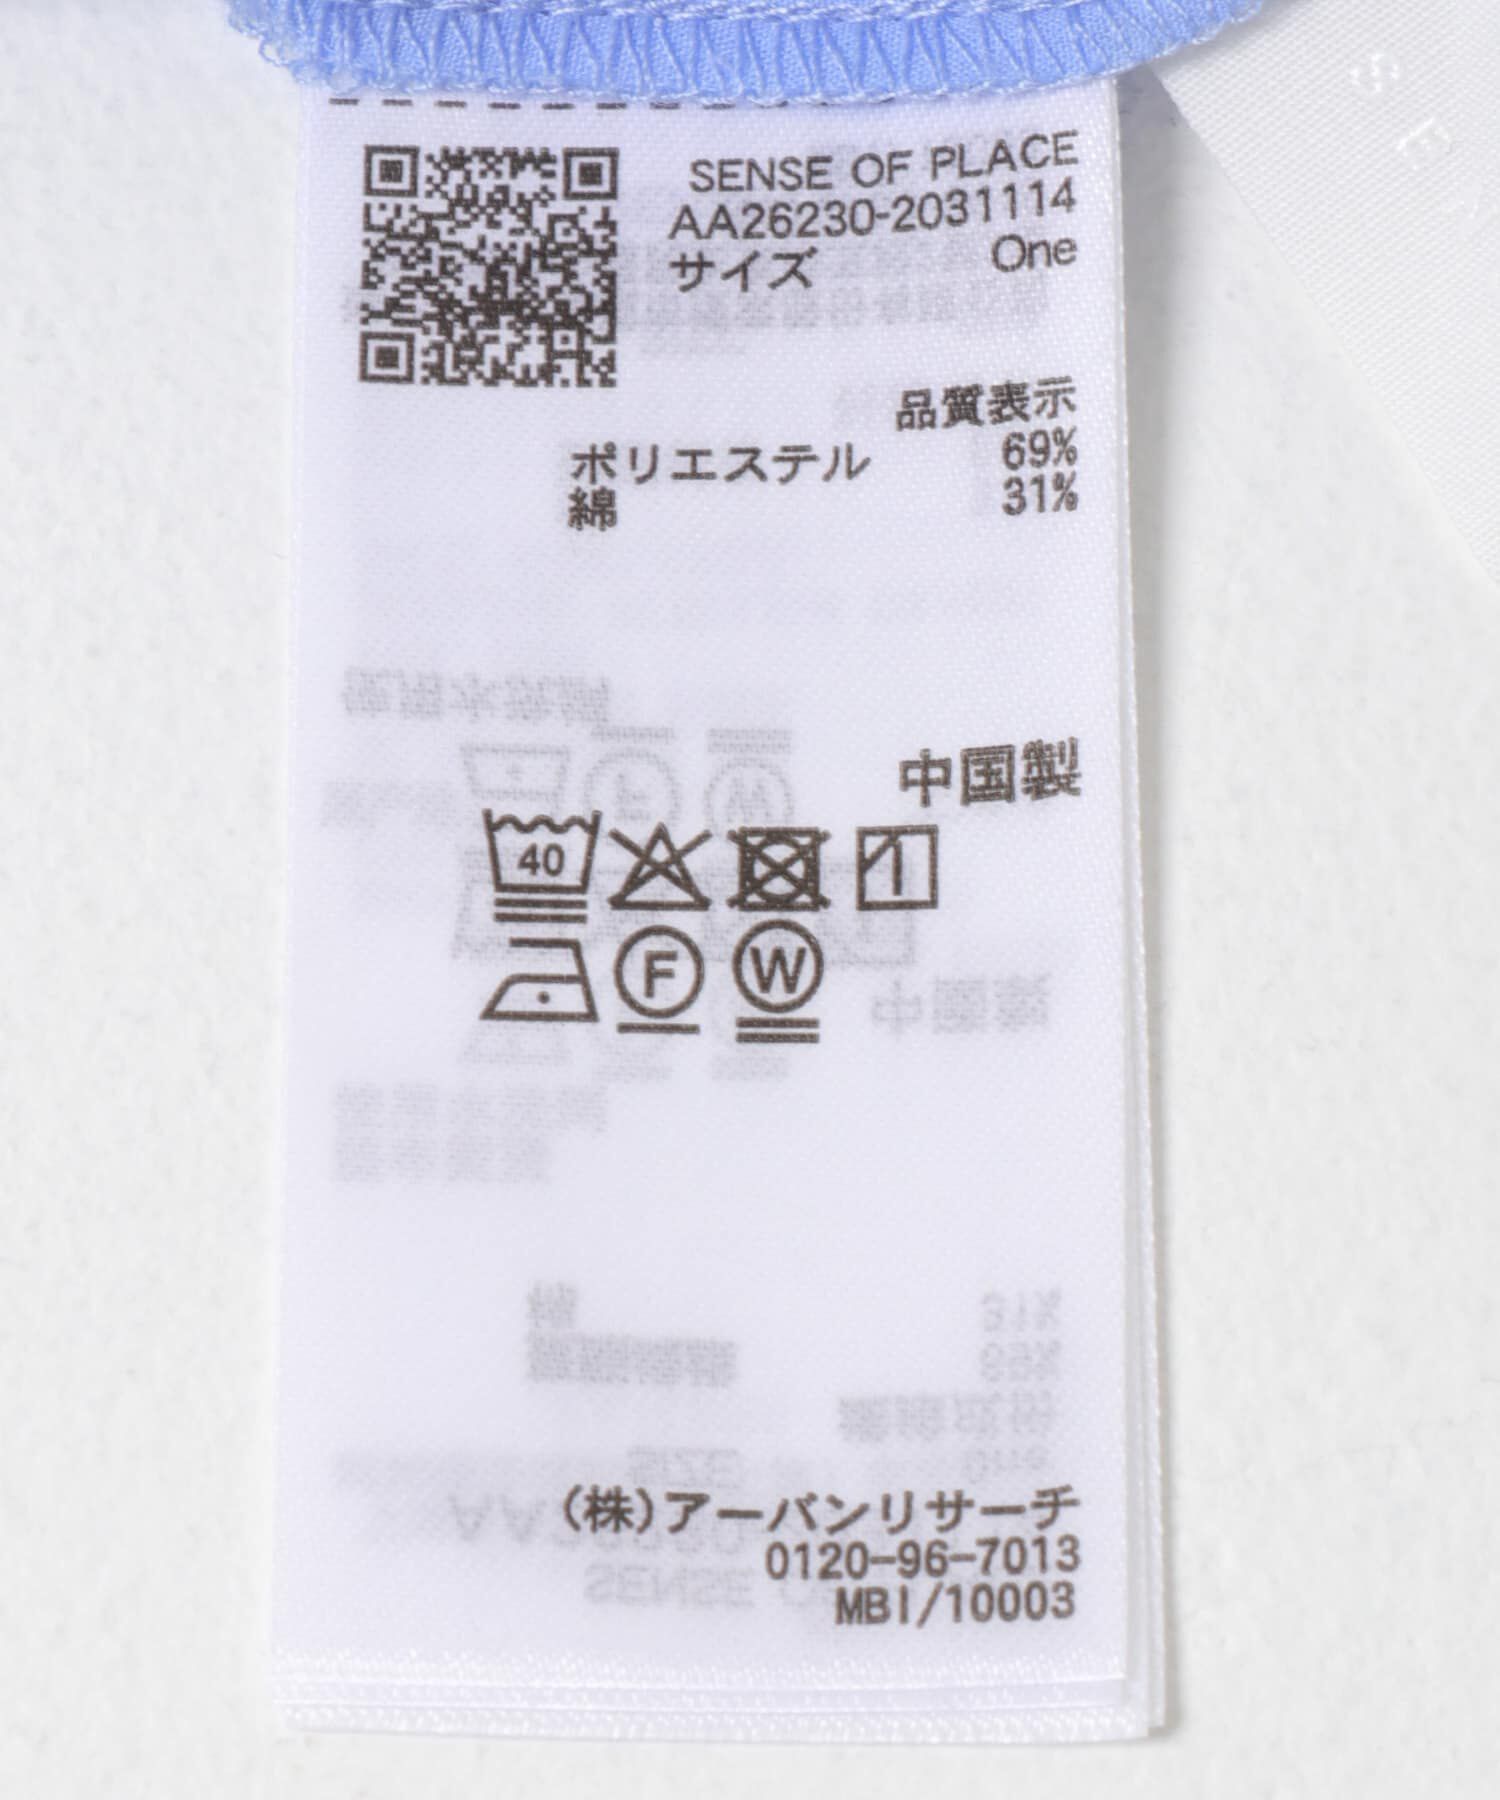 SENSE OF PLACE
AA26230-2031114
サイズ One
品質表示
ポリエステル 69%
綿 31%
中国製
40
F W
(株)アーバンリサーチ
0120-96-7013
MBI/10003